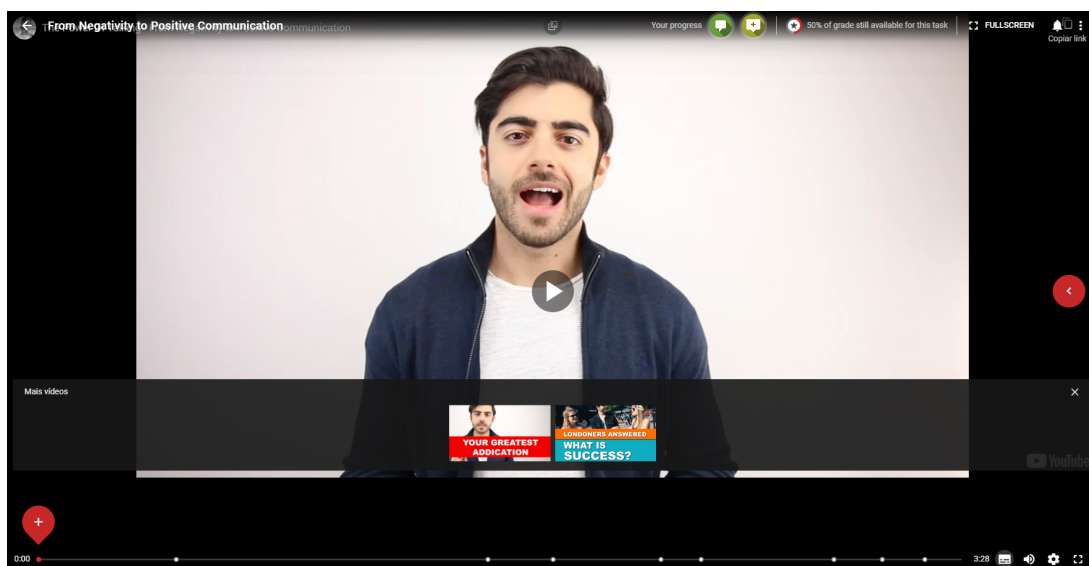 From Negativity to Positive Communication
Your progress
50% of grade still available for this task
FULLSCREEN
Copiar link
Mais vídeos
YOUR GREATEST
ADDICATION
LONDONERS ANSWERED
WHAT IS
SUCCESS?
YouTube
0:00
3:28